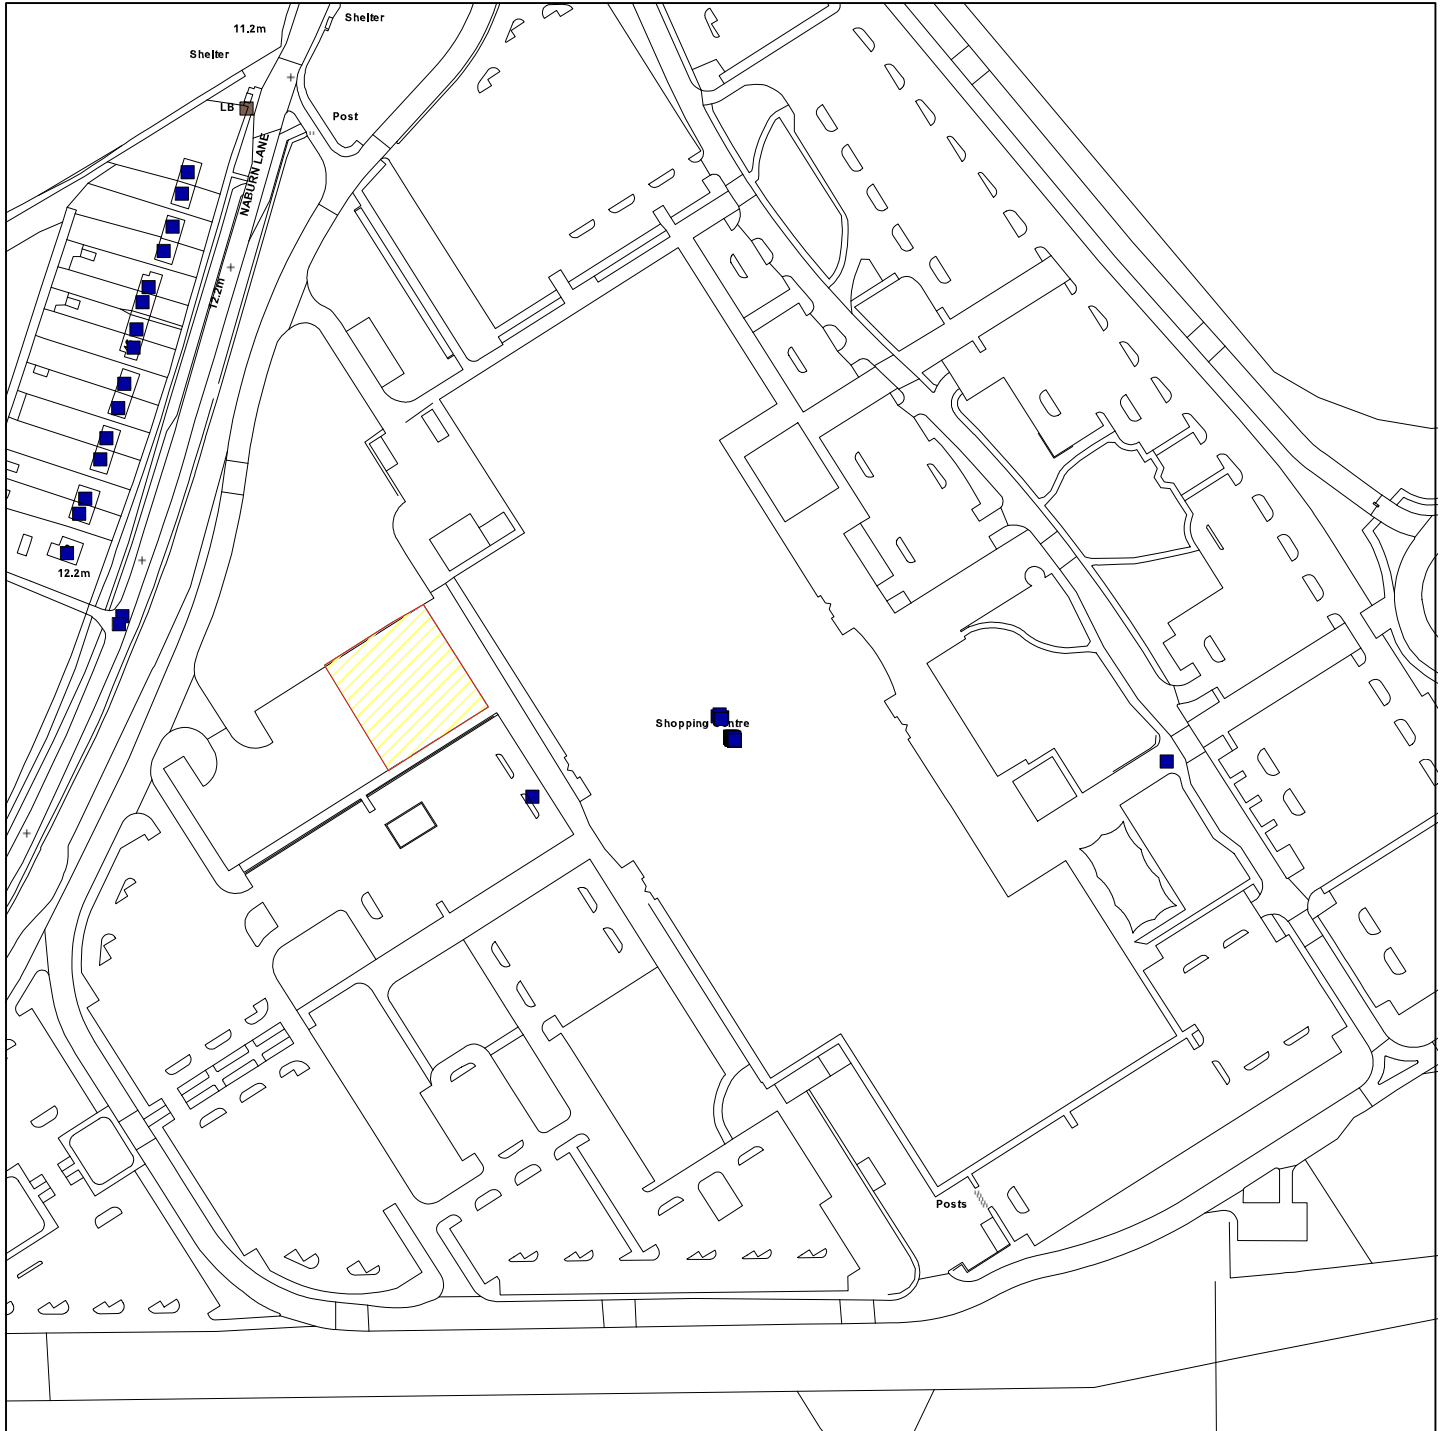 Shelter
11.2m
Shelter
LB
Post
NABURN LANE
12.2m
12.2m
Shopping Centre
Posts